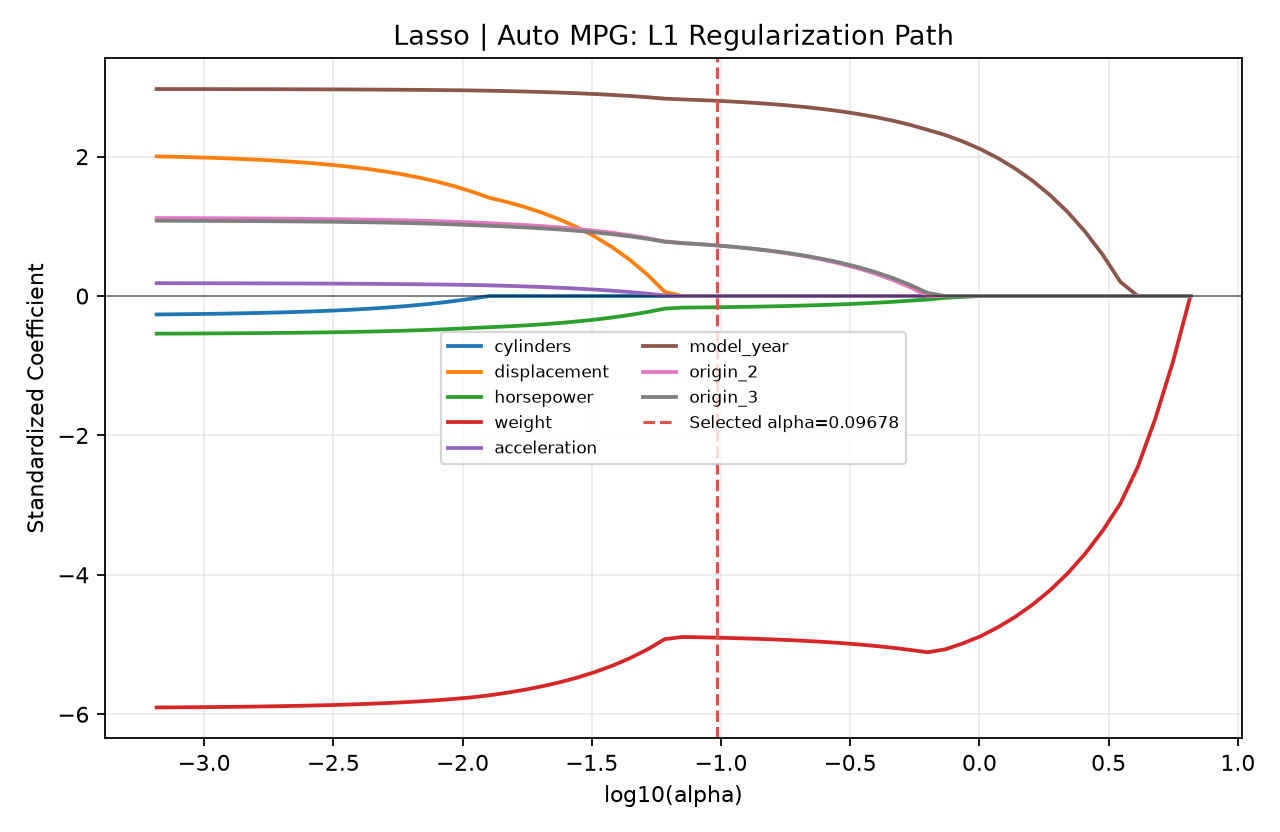 Lasso | Auto MPG: L1 Regularization Path
Standardized Coefficient
2
0
−2
−4
−6
cylinders
displacement
horsepower
weight
acceleration
model_year
origin_2
origin_3
Selected alpha=0.09678
−3.0
−2.5
−2.0
−1.5
−1.0
−0.5
0.0
0.5
1.0
log10(alpha)